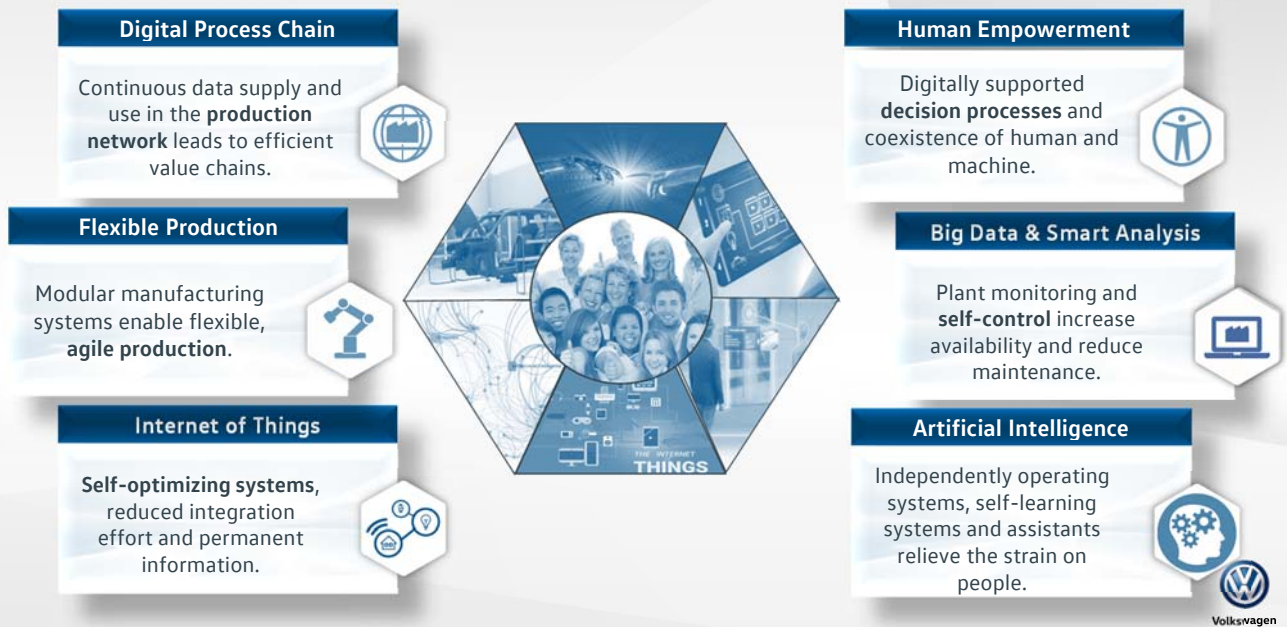 Digital Process Chain
Continuous data supply and
use in the production
network leads to efficient
value chains.
Flexible Production
Modular manufacturing
systems enable flexible,
agile production.
Internet of Things
Self-optimizing systems,
reduced integration
effort and permanent
information.
THE INTERNET
THINGS
Human Empowerment
Digitally supported
decision processes and
coexistence of human and
machine.
Big Data & Smart Analysis
Plant monitoring and
self-control increase
availability and reduce
maintenance.
Artificial Intelligence
Independently operating
systems, self-learning
systems and assistants
relieve the strain on
people.
Volkswagen